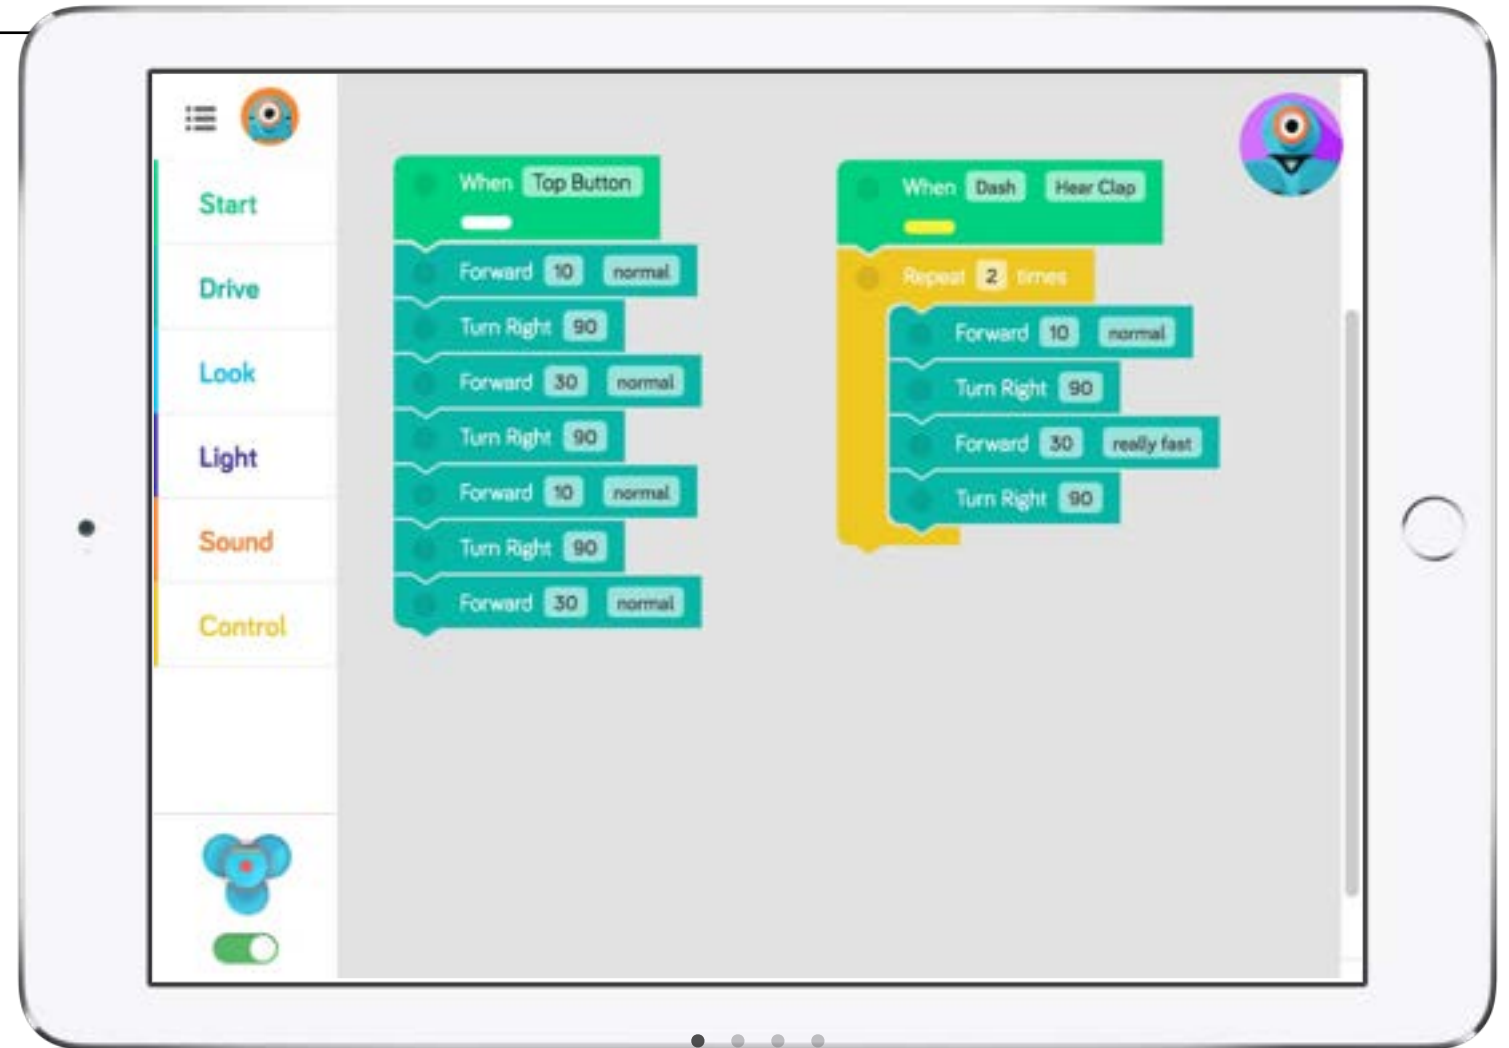 Start
Drive
Look
Light
Sound
Control
When Top Button
Forward 10 normal
Turn Right 90
Forward 30 normal
Turn Right 90
Forward 10 normal
Turn Right 90
Forward 30 normal
When Dash Hear Clap
Repeat 2 times
Forward 10 normal
Turn Right 90
Forward 30 really fast
Turn Right 90